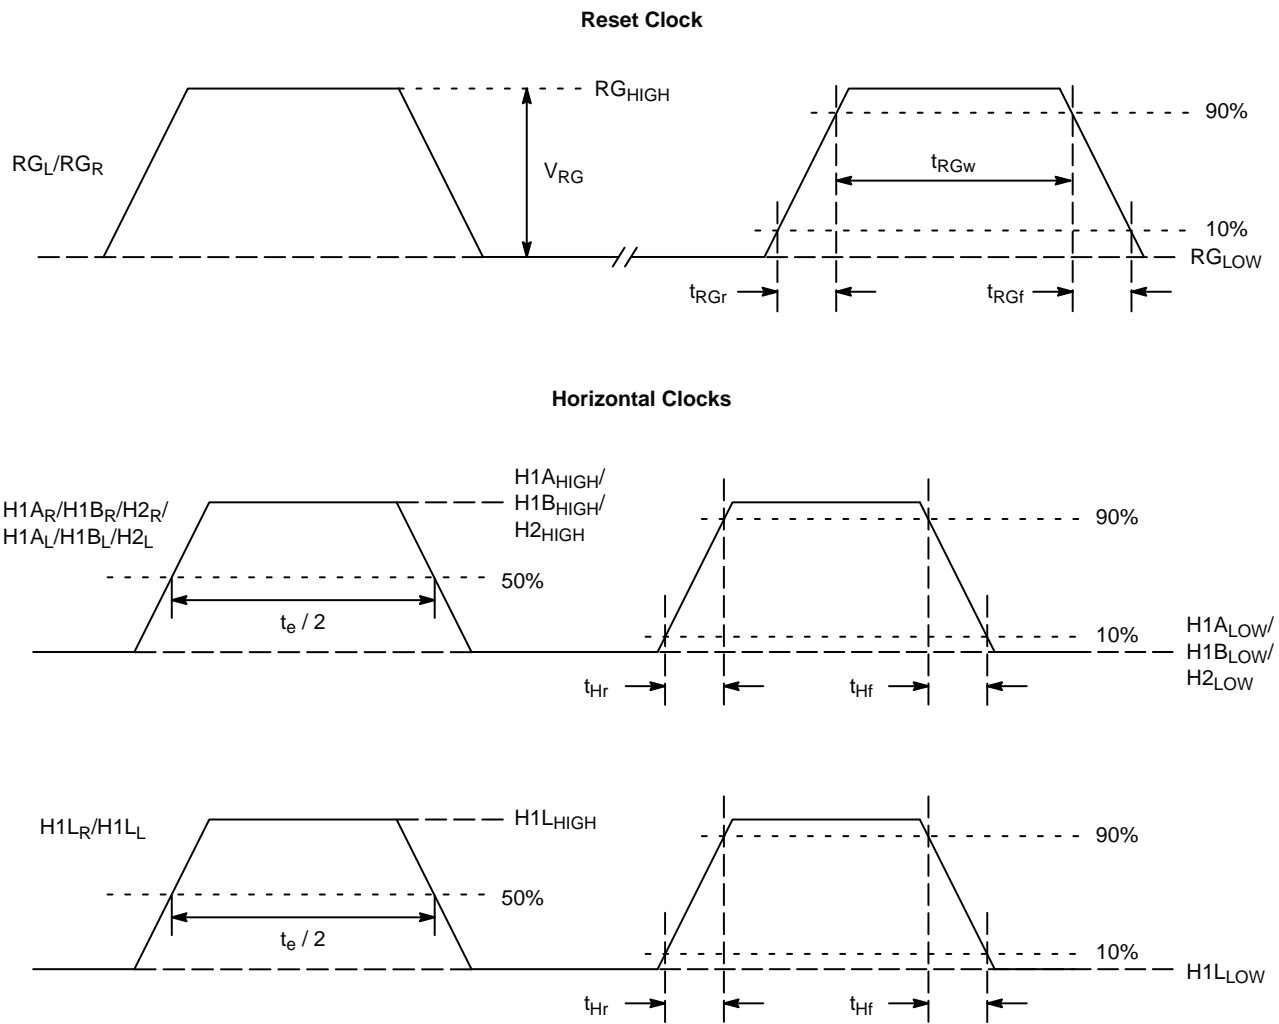 Reset Clock
RG_HIGH
90%
RG_L/RG_R
V_RG
t_RGw
10%
RG_LOW
t_RGr
t_RGf
Horizontal Clocks
H1A_HIGH/
H1B_HIGH/
H2_HIGH
H1A_R/H1B_R/H2_R/
H1A_L/H1B_L/H2_L
90%
50%
t_e / 2
10%
H1A_LOW/
H1B_LOW/
H2_LOW
t_Hr
t_Hf
H1L_R/H1L_L
H1L_HIGH
90%
50%
t_e / 2
10%
H1L_LOW
t_Hr
t_Hf